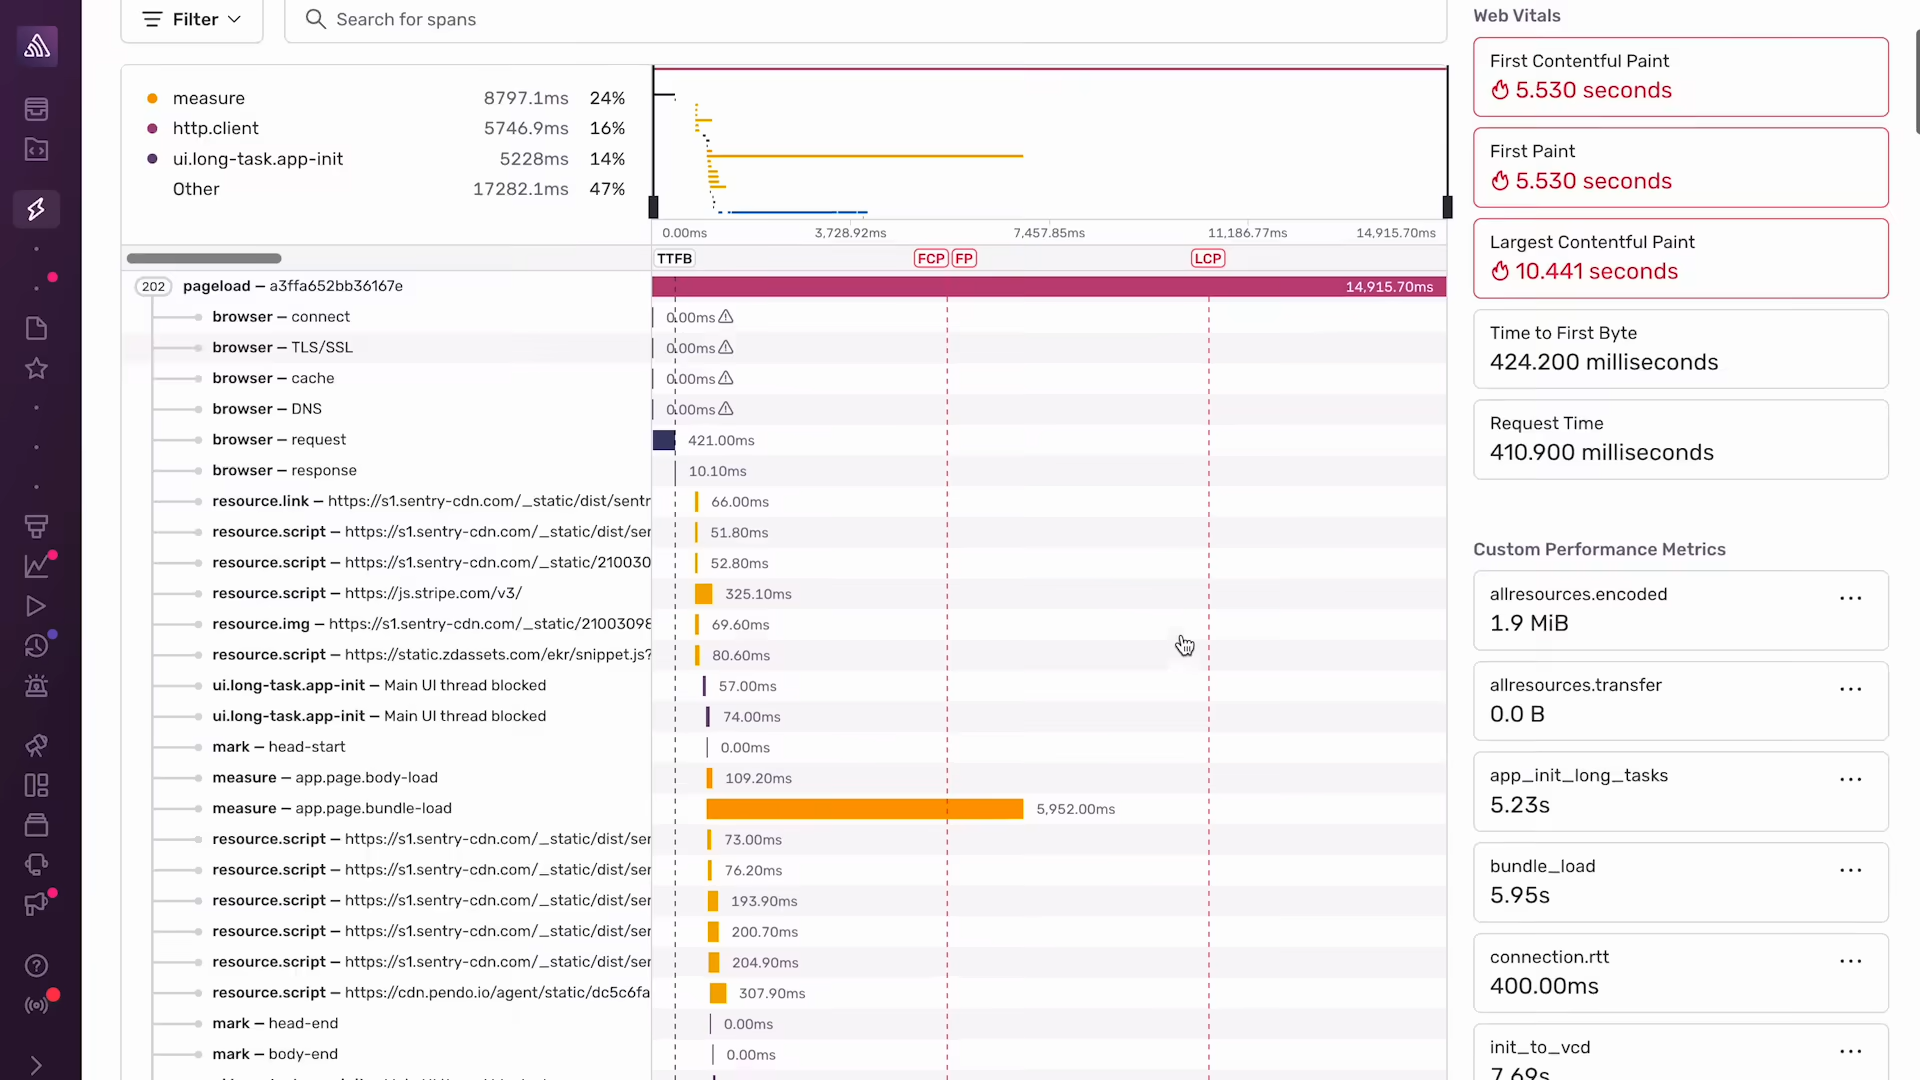 Filter
Search for spans
measure 8797.1ms 24%
http.client 5746.9ms 16%
ui.long-task.app-init 5228ms 14%
Other 17282.1ms 47%
0.00ms 3,728.92ms 7,457.85ms 11,186.77ms 14,915.70ms
TTFB FCP FP LCP
202 pageload — a3ffa652bb36167e 14,915.70ms
browser — connect 0.00ms
browser — TLS/SSL 0.00ms
browser — cache 0.00ms
browser — DNS 0.00ms
browser — request 421.00ms
browser — response 10.10ms
resource.link — https://s1.sentry-cdn.com/_static/dist/sentr 66.00ms
resource.script — https://s1.sentry-cdn.com/_static/dist/ser 51.80ms
resource.script — https://s1.sentry-cdn.com/_static/210030 52.80ms
resource.script — https://js.stripe.com/v3/ 325.10ms
resource.img — https://s1.sentry-cdn.com/_static/21003098 69.60ms
resource.script — https://static.zdassets.com/ekr/snippet.js? 80.60ms
ui.long-task.app-init — Main UI thread blocked 57.00ms
ui.long-task.app-init — Main UI thread blocked 74.00ms
mark — head-start 0.00ms
measure — app.page.body-load 109.20ms
measure — app.page.bundle-load 5,952.00ms
resource.script — https://s1.sentry-cdn.com/_static/dist/ser 73.00ms
resource.script — https://s1.sentry-cdn.com/_static/dist/ser 76.20ms
resource.script — https://s1.sentry-cdn.com/_static/dist/ser 193.90ms
resource.script — https://s1.sentry-cdn.com/_static/dist/ser 200.70ms
resource.script — https://s1.sentry-cdn.com/_static/dist/ser 204.90ms
resource.script — https://cdn.pendo.io/agent/static/dc5c6fa 307.90ms
mark — head-end 0.00ms
mark — body-end 0.00ms
Web Vitals
First Contentful Paint
5.530 seconds
First Paint
5.530 seconds
Largest Contentful Paint
10.441 seconds
Time to First Byte
424.200 milliseconds
Request Time
410.900 milliseconds
Custom Performance Metrics
allresources.encoded
1.9 MiB
allresources.transfer
0.0 B
app_init_long_tasks
5.23s
bundle_load
5.95s
connection.rtt
400.00ms
init_to_vcd
7.69s